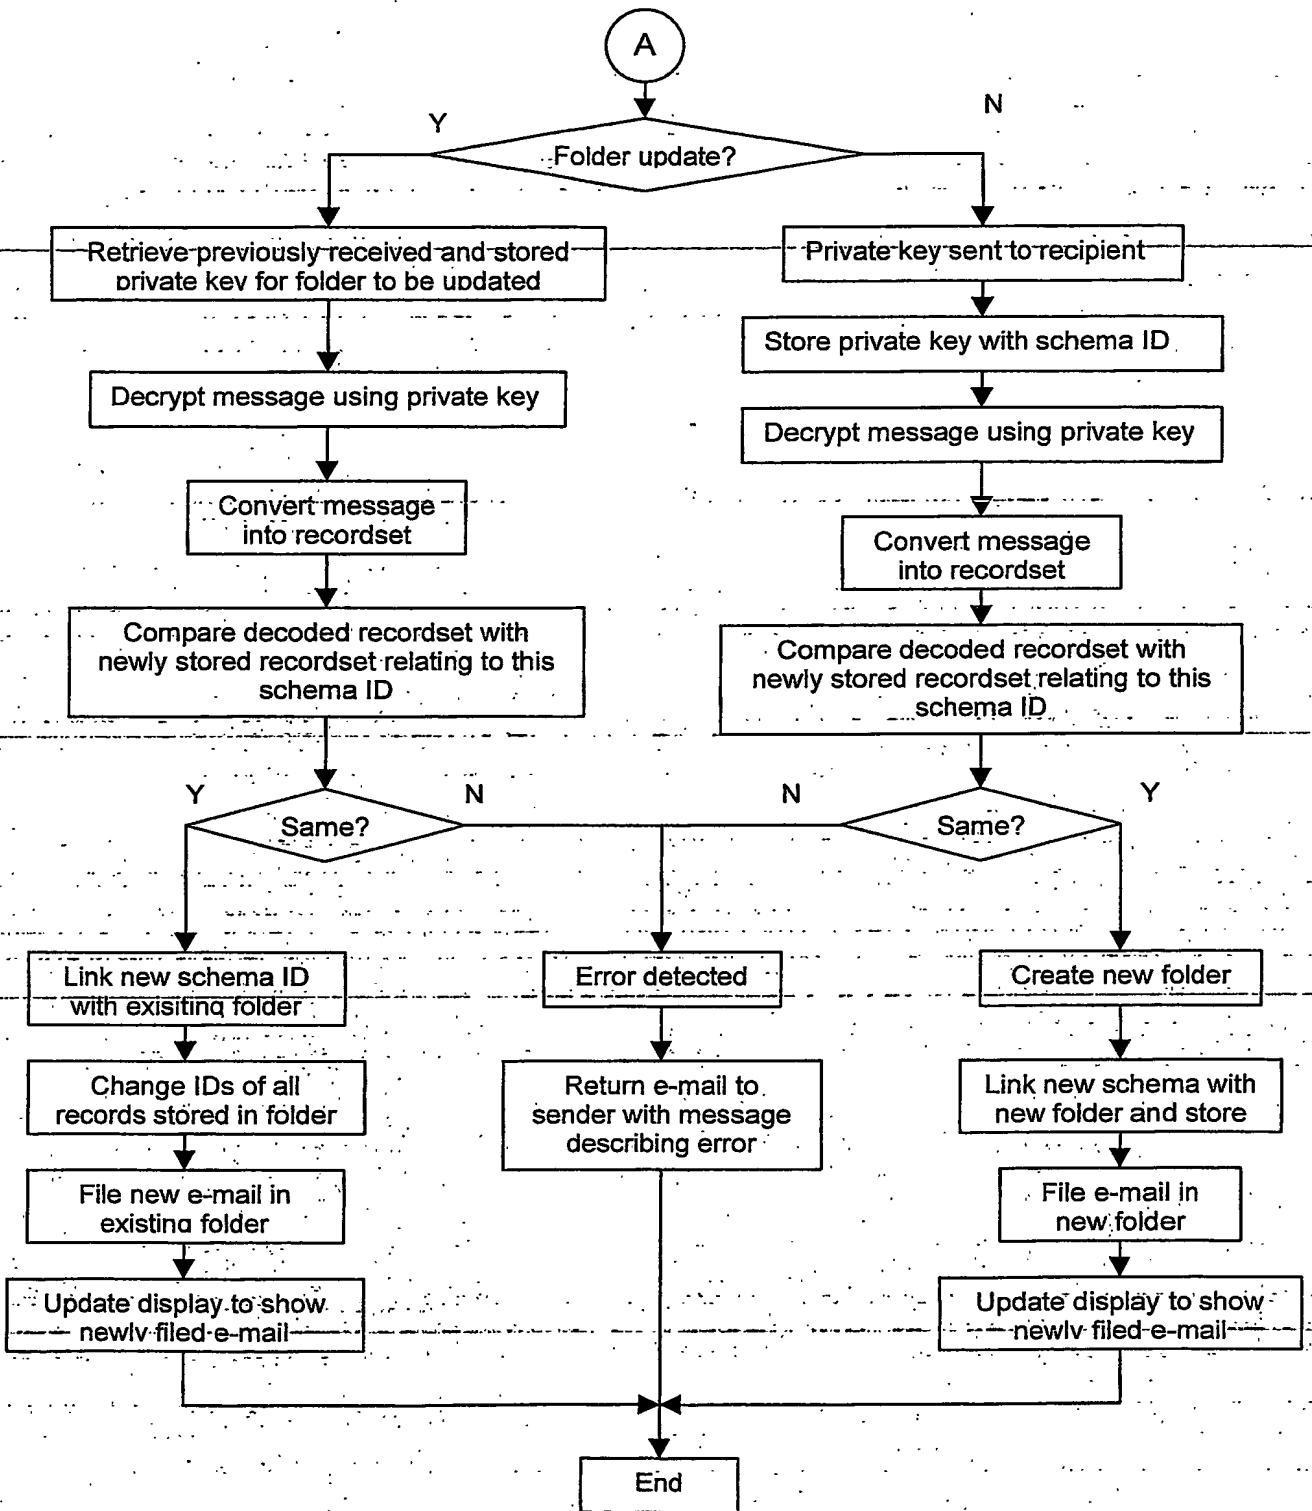 A
Y
N
Folder update?
Retrieve previously received and stored
private key for folder to be updated
Private key sent to recipient
Store private key with schema ID
Decrypt message using private key
Decrypt message using private key
Convert message
into recordset
Convert message
into recordset
Compare decoded recordset with
newly stored recordset relating to this
schema ID
Compare decoded recordset with
newly stored recordset relating to this
schema ID
Y
Same?
N
N
Same?
Y
Link new schema ID
with exisiting folder
Error detected
Create new folder
Change IDs of all
records stored in folder
Return e-mail to
sender with message
describing error
Link new schema with
new folder and store
File new e-mail in
existing folder
File e-mail in
new folder
Update display to show
newly filed e-mail
Update display to show
newly filed e-mail
End